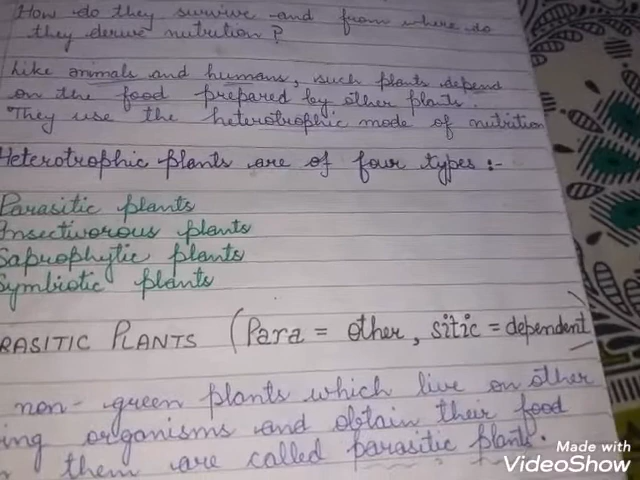 How do they survive and from where do
they derive nutrition?
Like animals and humans, such plants depend
on the food prepared by other plants.
They use the heterotrophic mode of nutrition
Heterotrophic plants are of four types :-
Parasitic plants
Insectivorous plants
Saprophytic plants
Symbiotic plants
RASITIC PLANTS (Para = other, sitic = dependent)
non-green plants which live on other
ing organisms and obtain their food
them are called parasitic plants.
Made with
VideoShow